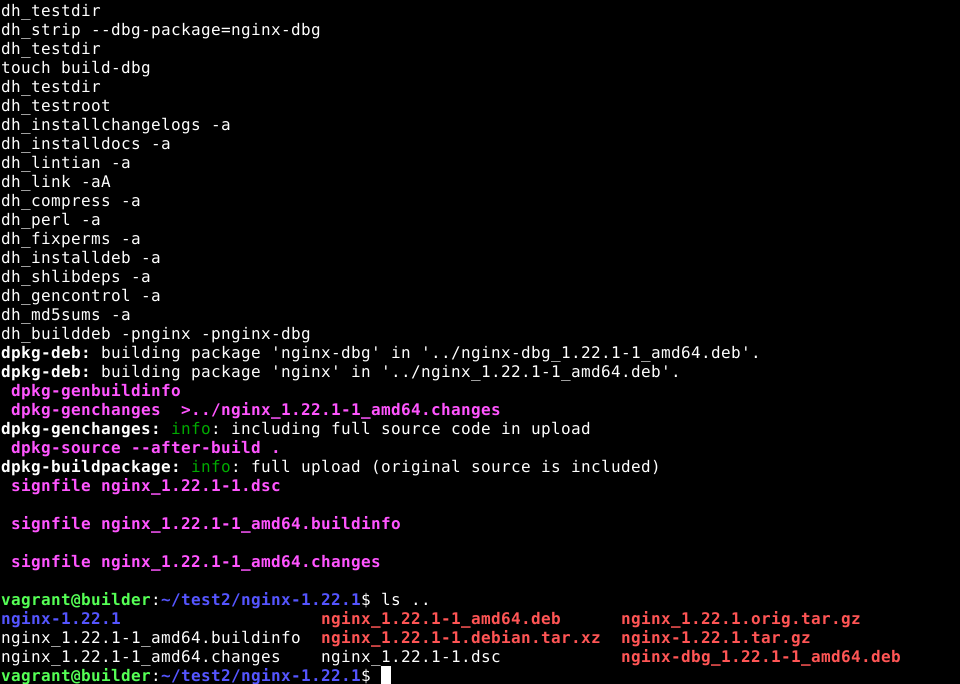 dh_testdir
dh_strip --dbg-package=nginx-dbg
dh_testdir
touch build-dbg
dh_testdir
dh_testroot
dh_installchangelogs -a
dh_installdocs -a
dh_lintian -a
dh_link -aA
dh_compress -a
dh_perl -a
dh_fixperms -a
dh_installdeb -a
dh_shlibdeps -a
dh_gencontrol -a
dh_md5sums -a
dh_builddeb -pnginx -pnginx-dbg
dpkg-deb: building package 'nginx-dbg' in '../nginx-dbg_1.22.1-1_amd64.deb'.
dpkg-deb: building package 'nginx' in '../nginx_1.22.1-1_amd64.deb'.
 dpkg-genbuildinfo
 dpkg-genchanges  >../nginx_1.22.1-1_amd64.changes
dpkg-genchanges: info: including full source code in upload
 dpkg-source --after-build .
dpkg-buildpackage: info: full upload (original source is included)
 signfile nginx_1.22.1-1.dsc
 signfile nginx_1.22.1-1_amd64.buildinfo
 signfile nginx_1.22.1-1_amd64.changes
vagrant@builder:~/test2/nginx-1.22.1$ ls ..
nginx-1.22.1                    nginx_1.22.1-1_amd64.deb      nginx_1.22.1.orig.tar.gz
nginx_1.22.1-1_amd64.buildinfo  nginx_1.22.1-1.debian.tar.xz  nginx-1.22.1.tar.gz
nginx_1.22.1-1_amd64.changes    nginx_1.22.1-1.dsc            nginx-dbg_1.22.1-1_amd64.deb
vagrant@builder:~/test2/nginx-1.22.1$